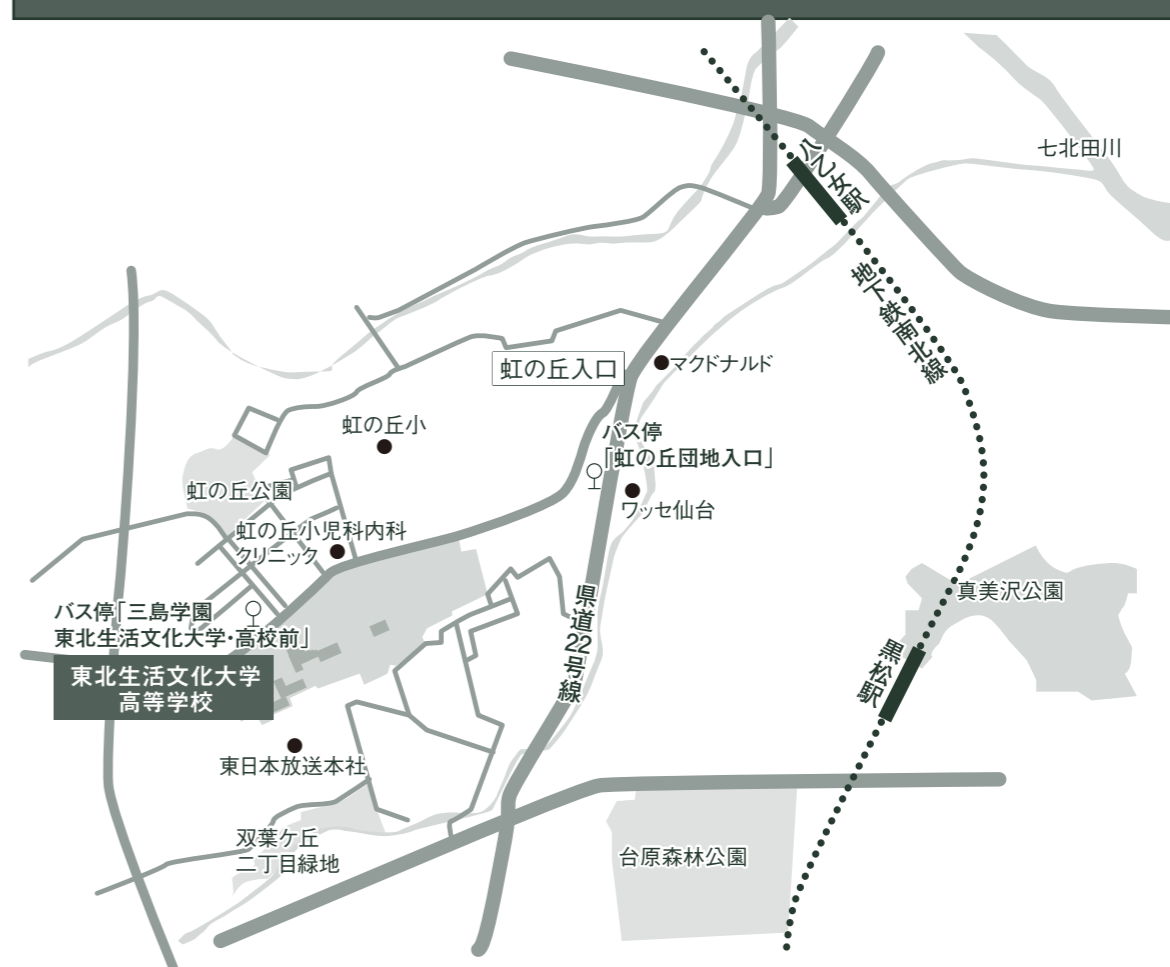 七北田川
八乙女駅
地下鉄南北線
虹の丘入口
マクドナルド
虹の丘小
バス停
「虹の丘団地入口」
ワッセ仙台
虹の丘公園
虹の丘小児科内科
クリニック
県道22号線
真美沢公園
バス停「三島学園
東北生活文化大学・高校前」
東北生活文化大学
高等学校
黒松駅
東日本放送本社
双葉ケ丘
二丁目緑地
台原森林公園